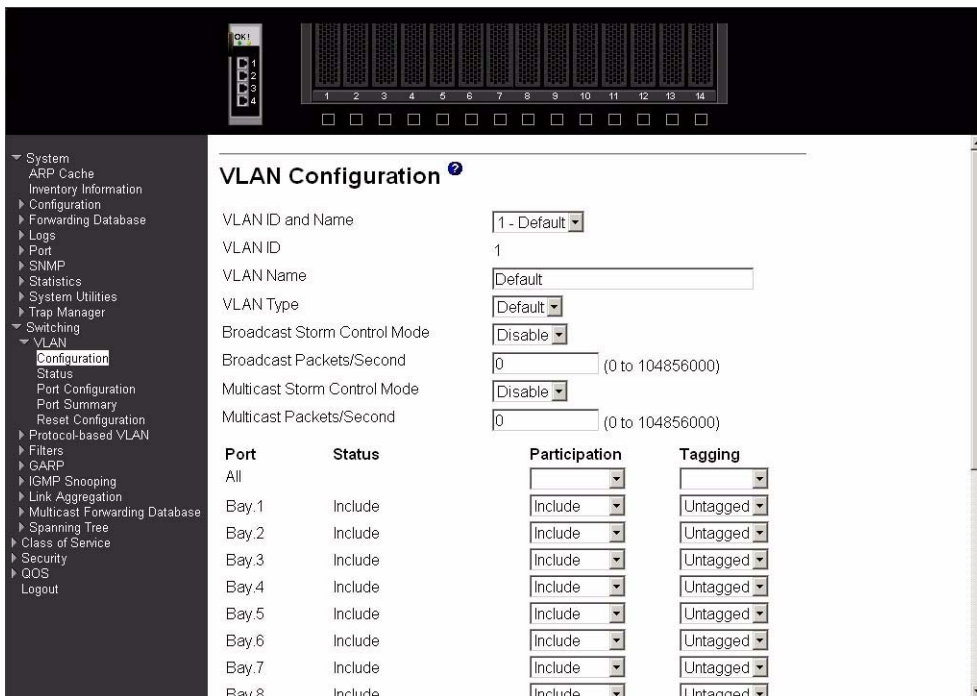 OK!
1
2
3
4
1 2 3 4 5 6 7 8 9 10 11 12 13 14
System
ARP Cache
Inventory Information
Configuration
Forwarding Database
Logs
Port
SNMP
Statistics
System Utilities
Trap Manager
Switching
VLAN
Configuration
Status
Port Configuration
Port Summary
Reset Configuration
Protocol-based VLAN
Filters
GARP
IGMP Snooping
Link Aggregation
Multicast Forwarding Database
Spanning Tree
Class of Service
Security
QOS
Logout
VLAN Configuration ?
VLAN ID and Name 1 - Default
VLAN ID 1
VLAN Name Default
VLAN Type Default
Broadcast Storm Control Mode Disable
Broadcast Packets/Second 0 (0 to 104856000)
Multicast Storm Control Mode Disable
Multicast Packets/Second 0 (0 to 104856000)
Port Status Participation Tagging
All
Bay.1 Include Include Untagged
Bay.2 Include Include Untagged
Bay.3 Include Include Untagged
Bay.4 Include Include Untagged
Bay.5 Include Include Untagged
Bay.6 Include Include Untagged
Bay.7 Include Include Untagged
Bay.8 Include Include Untagged